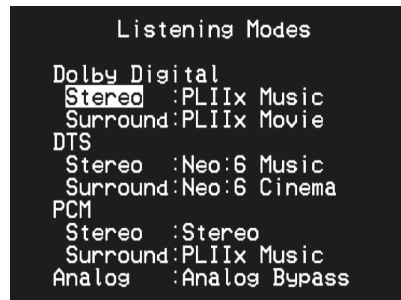 Listening Modes
Dolby Digital
Stereo :PLIIx Music
Surround:PLIIx Movie
DTS
Stereo :Neo:6 Music
Surround:Neo:6 Cinema
PCM
Stereo :Stereo
Surround:PLIIx Music
Analog :Analog Bypass